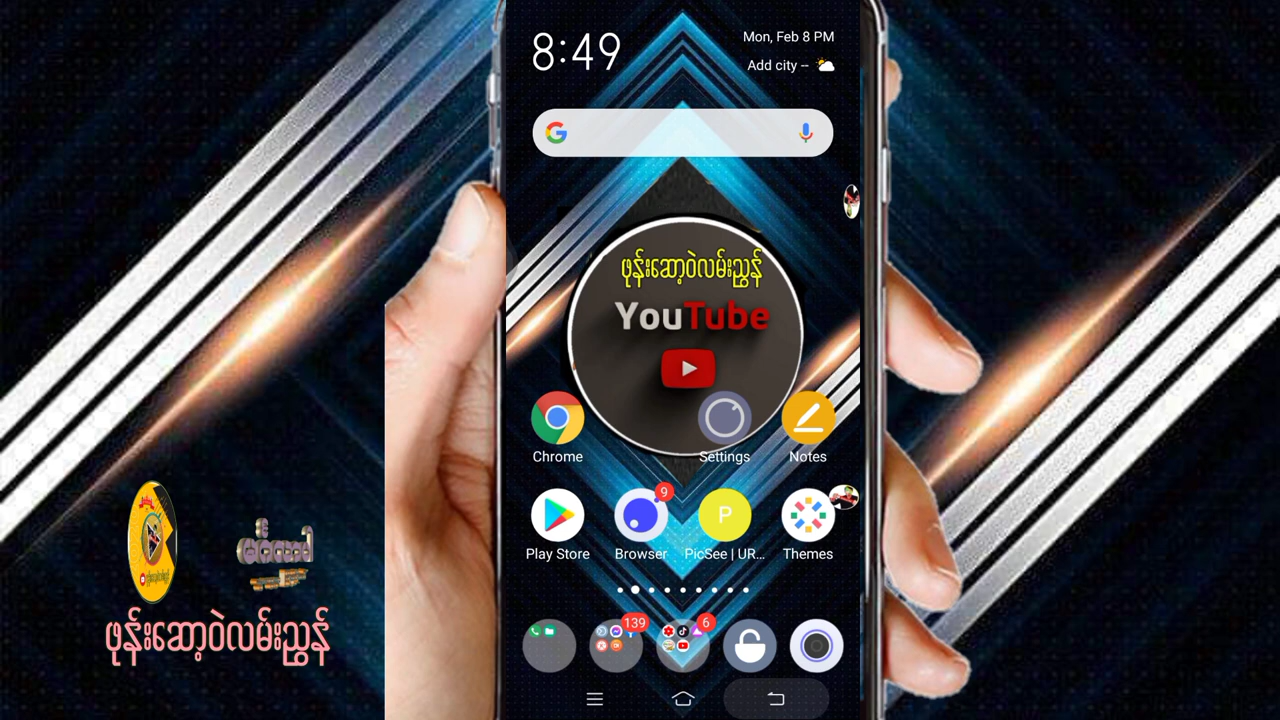 8:49
Mon, Feb 8 PM
Add city --
ဖုန်းဆော့ဝဲလမ်းညွှန်
YouTube
Chrome
Settings
Notes
9
P
Play Store
Browser
PicSee | UR...
Themes
139
6
ဖုန်းဆော့ဝဲလမ်းညွှန်